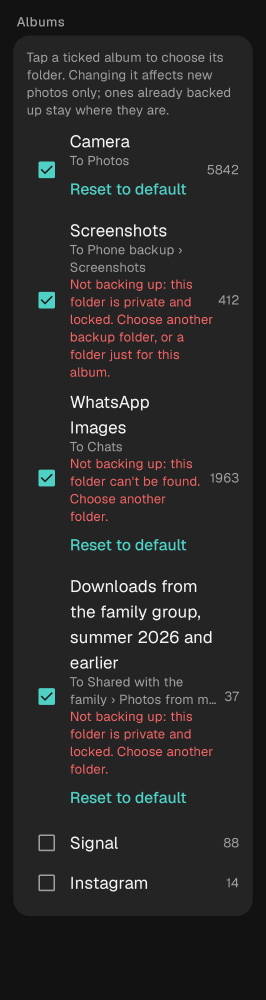 Albums
Tap a ticked album to choose its
folder. Changing it affects new
photos only; ones already backed
up stay where they are.
Camera
To Photos
5842
Reset to default
Screenshots
To Phone backup ›
Screenshots
Not backing up: this
folder is private and
locked. Choose another
backup folder, or a
folder just for this
album.
412
WhatsApp
Images
To Chats
Not backing up: this
folder can't be found.
Choose another
folder.
1963
Reset to default
Downloads from
the family group,
summer 2026 and
earlier
To Shared with the
family › Photos from m...
37
Not backing up: this
folder is private and
locked. Choose another
folder.
Reset to default
Signal
88
Instagram
14